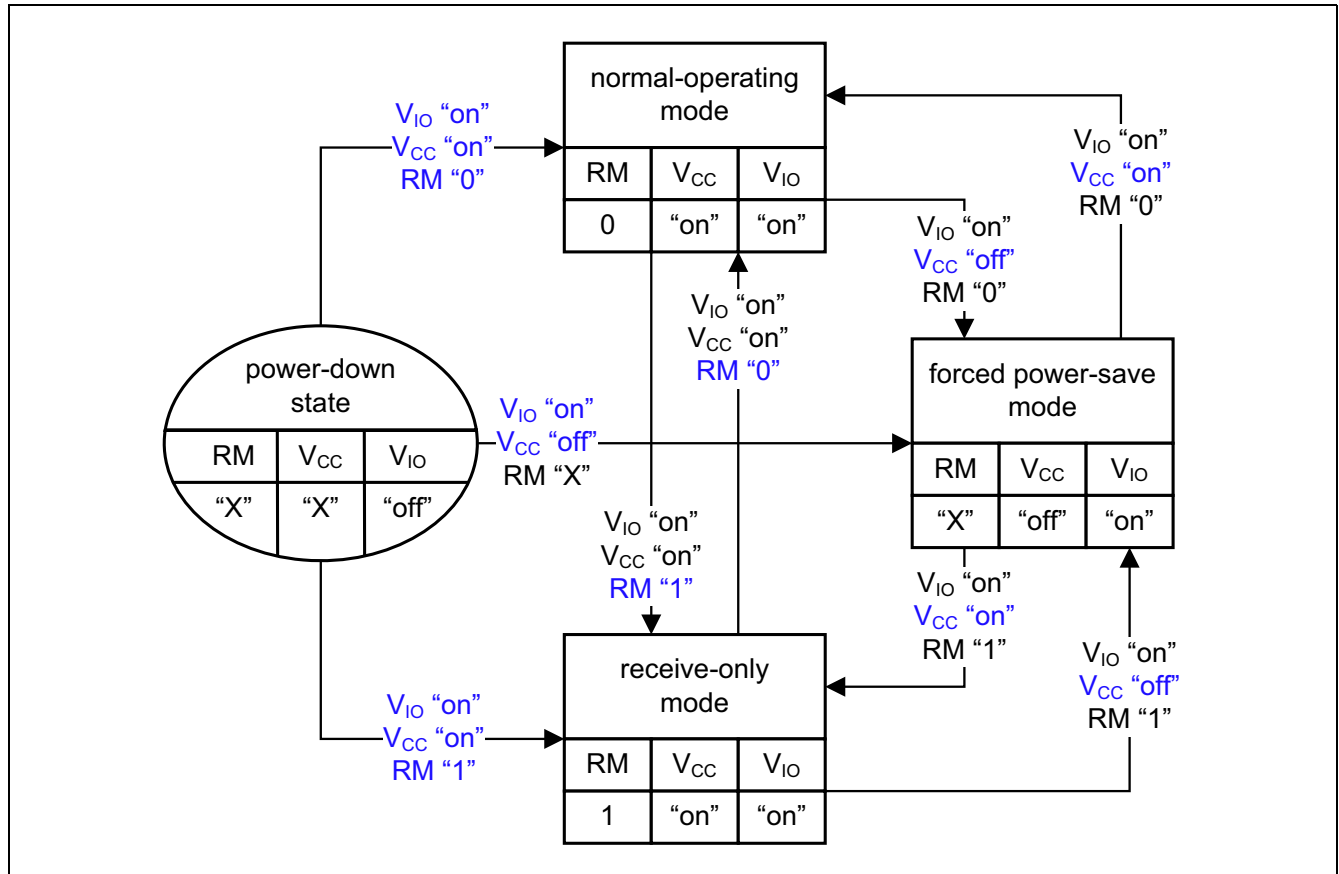 normal-operating
mode
RM VCC VIO
0 “on” “on”
VIO “on”
VCC “on”
RM “0”
VIO “on”
VCC “on”
RM “0”
VIO “on”
VCC “off”
RM “0”
VIO “on”
VCC “on”
RM “0”
power-down
state
RM VCC VIO
“X” “X” “off”
VIO “on”
VCC “off”
RM “X”
forced power-save
mode
RM VCC VIO
“X” “off” “on”
VIO “on”
VCC “on”
RM “1”
VIO “on”
VCC “on”
RM “1”
VIO “on”
VCC “off”
RM “1”
VIO “on”
VCC “on”
RM “1”
receive-only
mode
RM VCC VIO
1 “on” “on”